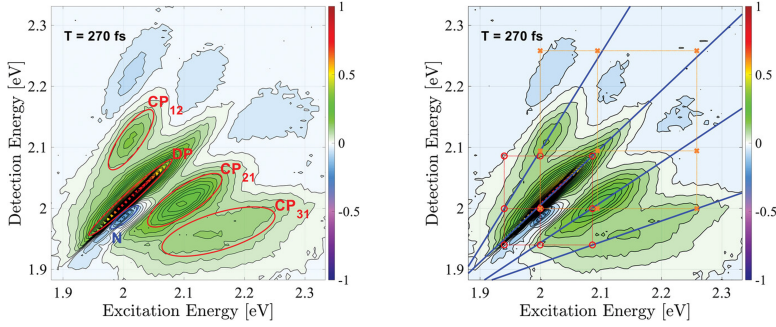 T = 270 fs
CP12
DP
CP21
CP31
N
Detection Energy [eV]
2.3
2.2
2.1
2
1.9
1.9
2
2.1
2.2
2.3
Excitation Energy [eV]
1
0.5
0
-0.5
-1
T = 270 fs
Detection Energy [eV]
2.3
2.2
2.1
2
1.9
1.9
2
2.1
2.2
2.3
Excitation Energy [eV]
1
0.5
0
-0.5
-1